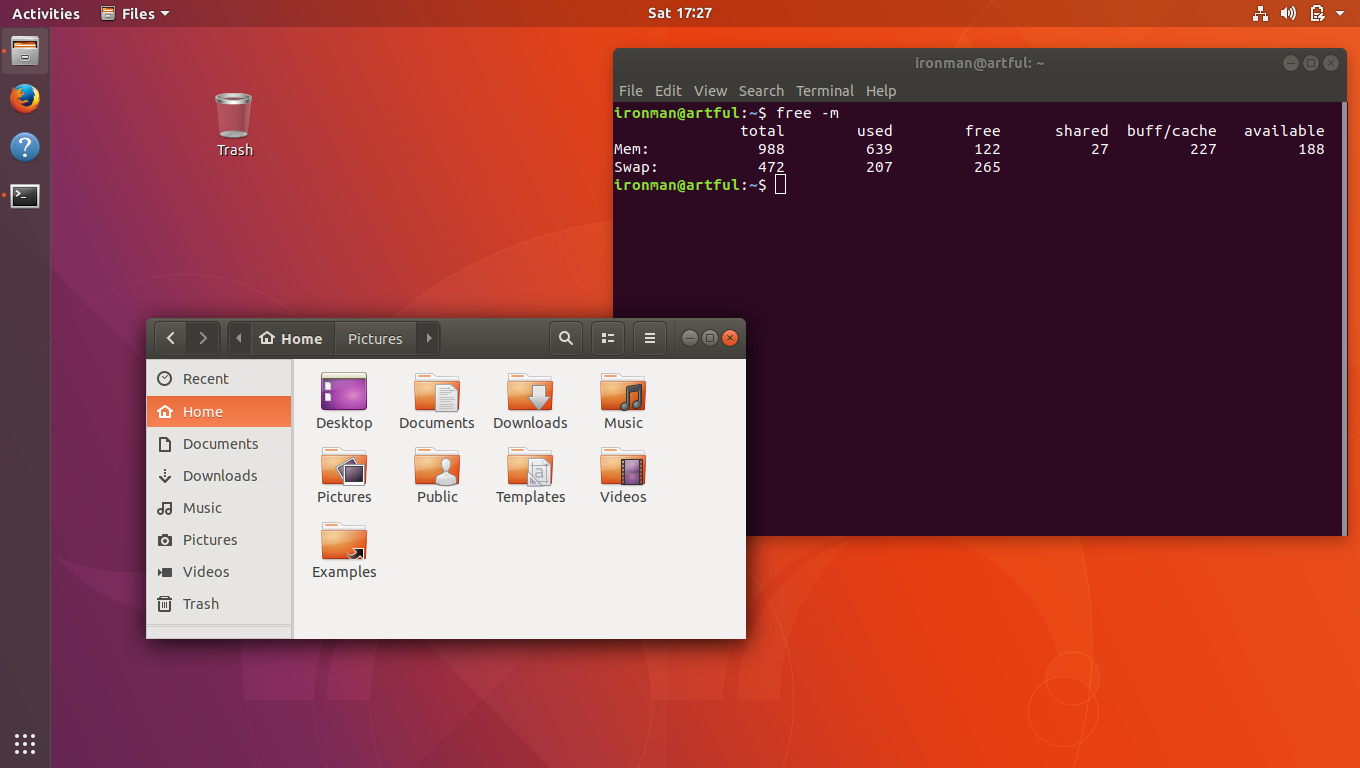 Activities Files Sat 17:27
Trash
ironman@artful: ~
File Edit View Search Terminal Help
ironman@artful:~$ free -m
total used free shared buff/cache available
Mem: 988 639 122 27 227 188
Swap: 472 207 265
ironman@artful:~$
Home Pictures
Recent
Home
Documents
Downloads
Music
Pictures
Videos
Trash
Desktop Documents Downloads Music
Pictures Public Templates Videos
Examples